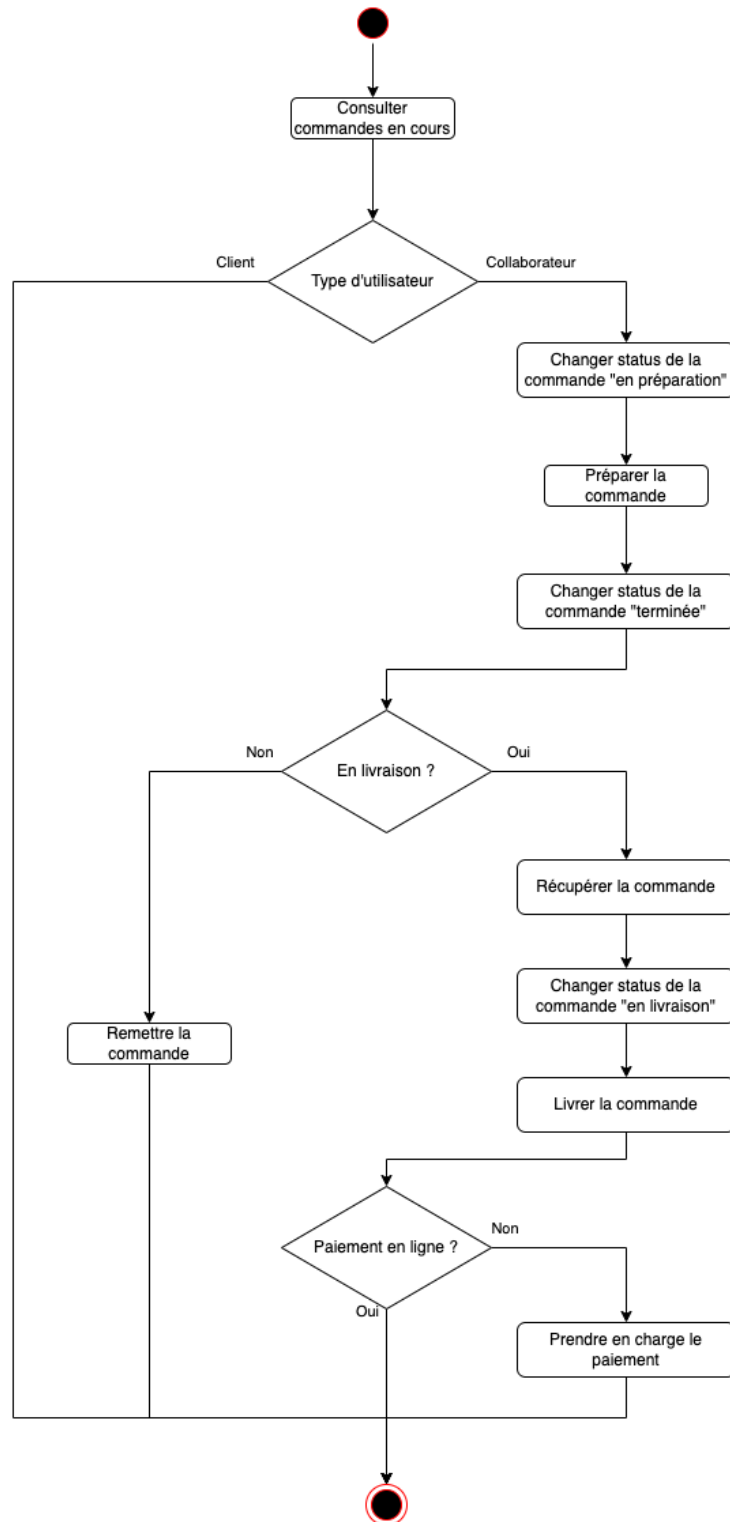 Consulter
commandes en cours
Client
Collaborateur
Type d'utilisateur
Changer status de la
commande "en préparation"
Préparer la
commande
Changer status de la
commande "terminée"
Non
Oui
En livraison ?
Récupérer la commande
Changer status de la
commande "en livraison"
Remettre la
commande
Livrer la commande
Non
Paiement en ligne ?
Oui
Prendre en charge le
paiement